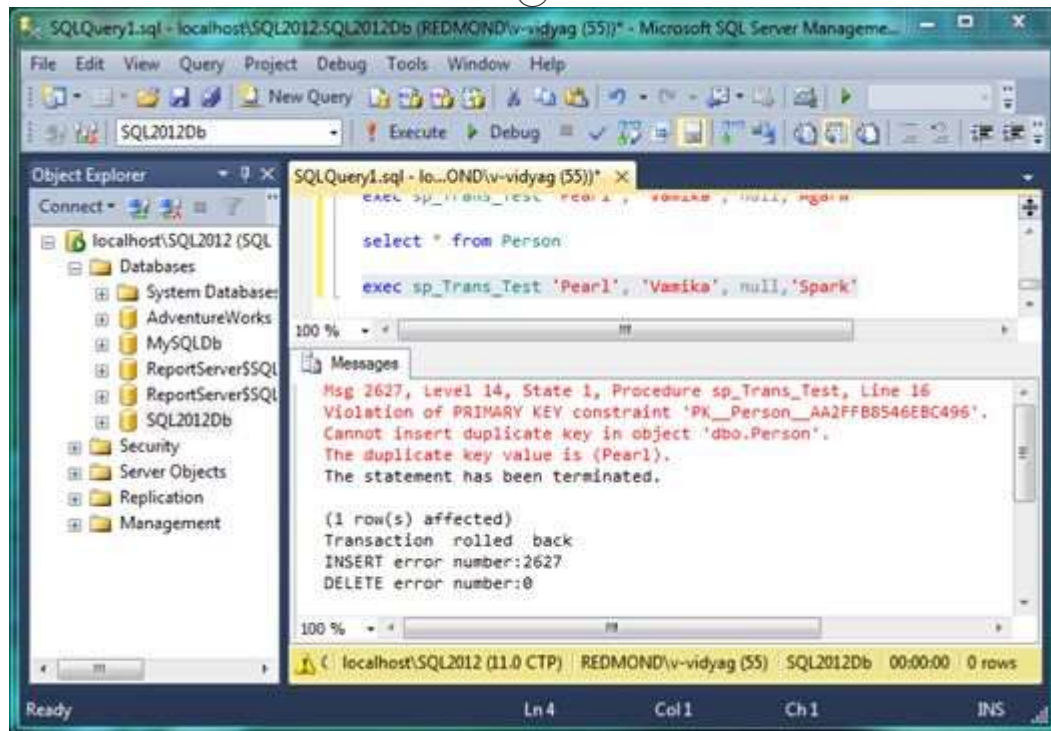 SQLQuery1.sql - localhost\SQL2012.SQL2012Db (REDMOND\v-vidyag (55))* - Microsoft SQL Server Manageme...
File Edit View Query Project Debug Tools Window Help
New Query
SQL2012Db Execute Debug
Object Explorer
Connect
localhost\SQL2012 (SQL
Databases
System Databases
AdventureWorks
MySQLDb
ReportServer$SQL
ReportServer$SQL
SQL2012Db
Security
Server Objects
Replication
Management
SQLQuery1.sql - lo...OND\v-vidyag (55))*
exec sp_Trans_Test 'Pearl', 'Vamika', null,
select * from Person
exec sp_Trans_Test 'Pearl', 'Vamika', null,'Spark'
100 %
Messages
Msg 2627, Level 14, State 1, Procedure sp_Trans_Test, Line 16
Violation of PRIMARY KEY constraint 'PK__Person__AA2FFB8546EBC496'.
Cannot insert duplicate key in object 'dbo.Person'.
The duplicate key value is (Pearl).
The statement has been terminated.
(1 row(s) affected)
Transaction rolled back
INSERT error number:2627
DELETE error number:0
100 %
localhost\SQL2012 (11.0 CTP) REDMOND\v-vidyag (55) SQL2012Db 00:00:00 0 rows
Ready Ln 4 Col 1 Ch 1 INS